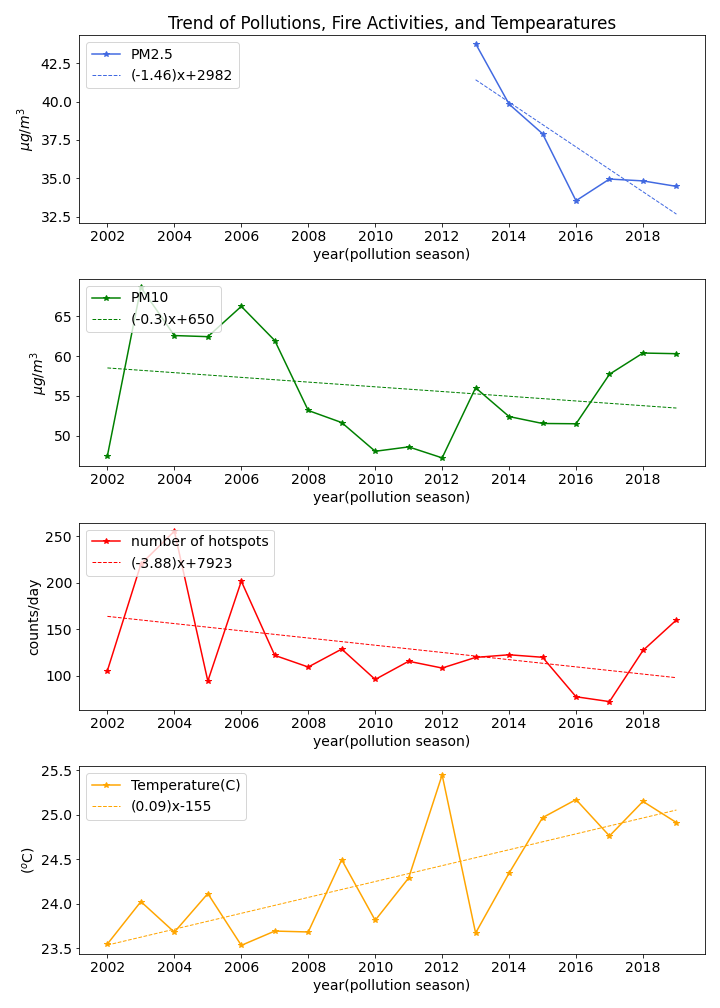 Trend of Pollutions, Fire Activities, and Tempearatures
PM2.5
(-1.46)x+2982
μg/m³
42.5
40.0
37.5
35.0
32.5
2002 2004 2006 2008 2010 2012 2014 2016 2018
year(pollution season)
PM10
(-0.3)x+650
μg/m³
65
60
55
50
2002 2004 2006 2008 2010 2012 2014 2016 2018
year(pollution season)
number of hotspots
(-3.88)x+7923
counts/day
250
200
150
100
2002 2004 2006 2008 2010 2012 2014 2016 2018
year(pollution season)
Temperature(C)
(0.09)x-155
(°C)
25.5
25.0
24.5
24.0
23.5
2002 2004 2006 2008 2010 2012 2014 2016 2018
year(pollution season)